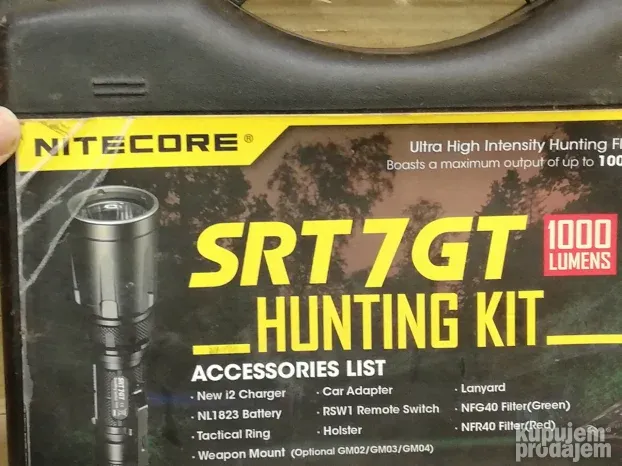 NITECORE®
Ultra High Intensity Hunting
Boasts a maximum output of up to 100
SRT7GT
1000
LUMENS
HUNTING KIT
ACCESSORIES LIST
· New i2 Charger
· NL1823 Battery
· Tactical Ring
· Weapon Mount (Optional GM02/GM03/GM04)
· Car Adapter
· RSW1 Remote Switch
· Holster
· Lanyard
· NFG40 Filter(Green)
· NFR40 Filter(Red)
SRT7GT
kupujem
prodajem